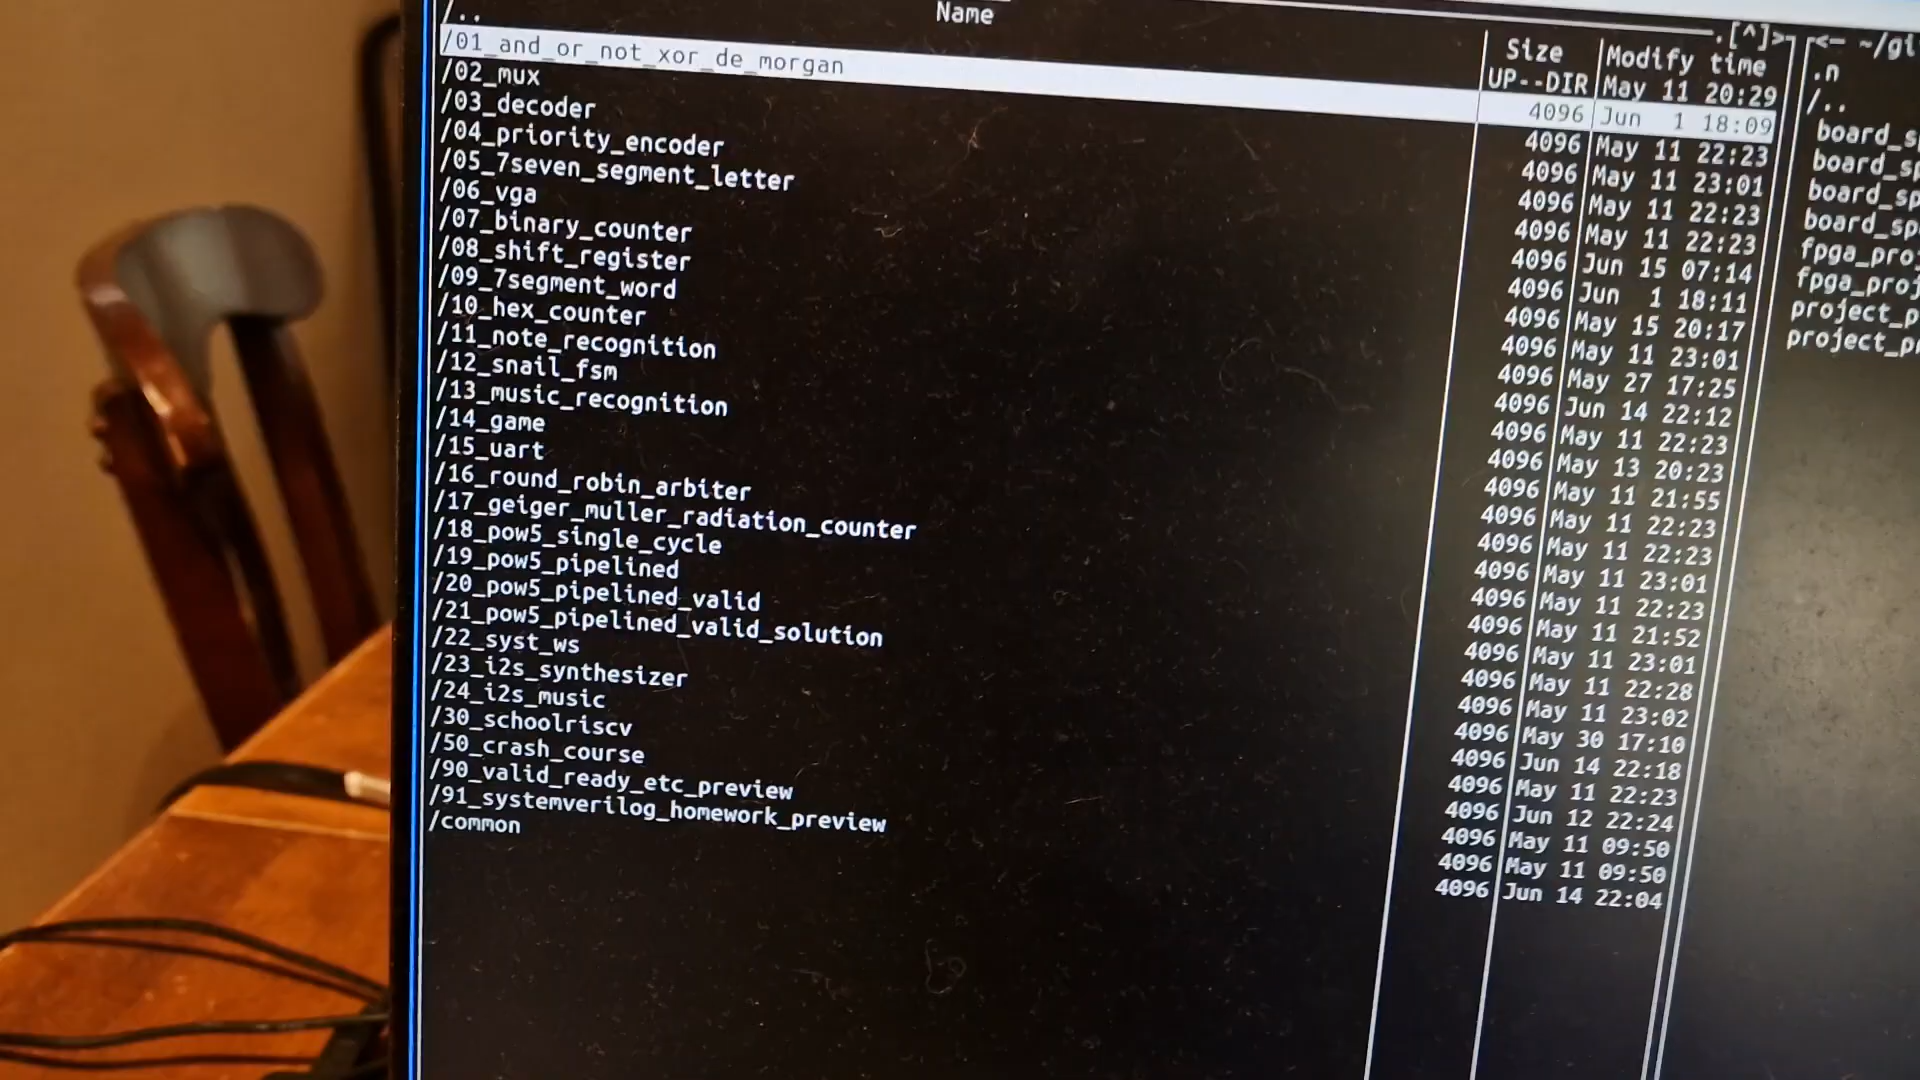 .[^]> <- ~/gi
Name Size Modify time .n
/.. UP--DIR May 11 20:29 /..
/01_and_or_not_xor_de_morgan 4096 Jun 1 18:09 board_s
/02_mux 4096 May 11 22:23 board_sp
/03_decoder 4096 May 11 23:01 board_sp
/04_priority_encoder 4096 May 11 22:23 board_sp
/05_7seven_segment_letter 4096 May 11 22:23 fpga_pro
/06_vga 4096 Jun 15 07:14 fpga_proj
/07_binary_counter 4096 Jun 1 18:11 project_p
/08_shift_register 4096 May 15 20:17 project_pr
/09_7segment_word 4096 May 11 23:01
/10_hex_counter 4096 May 27 17:25
/11_note_recognition 4096 Jun 14 22:12
/12_snail_fsm 4096 May 11 22:23
/13_music_recognition 4096 May 13 20:23
/14_game 4096 May 11 21:55
/15_uart 4096 May 11 22:23
/16_round_robin_arbiter 4096 May 11 22:23
/17_geiger_muller_radiation_counter 4096 May 11 23:01
/18_pow5_single_cycle 4096 May 11 22:23
/19_pow5_pipelined 4096 May 11 21:52
/20_pow5_pipelined_valid 4096 May 11 23:01
/21_pow5_pipelined_valid_solution 4096 May 11 22:28
/22_syst_ws 4096 May 11 23:02
/23_i2s_synthesizer 4096 May 30 17:10
/24_i2s_music 4096 Jun 14 22:18
/30_schoolriscv 4096 May 11 22:23
/50_crash_course 4096 Jun 12 22:24
/90_valid_ready_etc_preview 4096 May 11 09:50
/91_systemverilog_homework_preview 4096 May 11 09:50
/common 4096 Jun 14 22:04